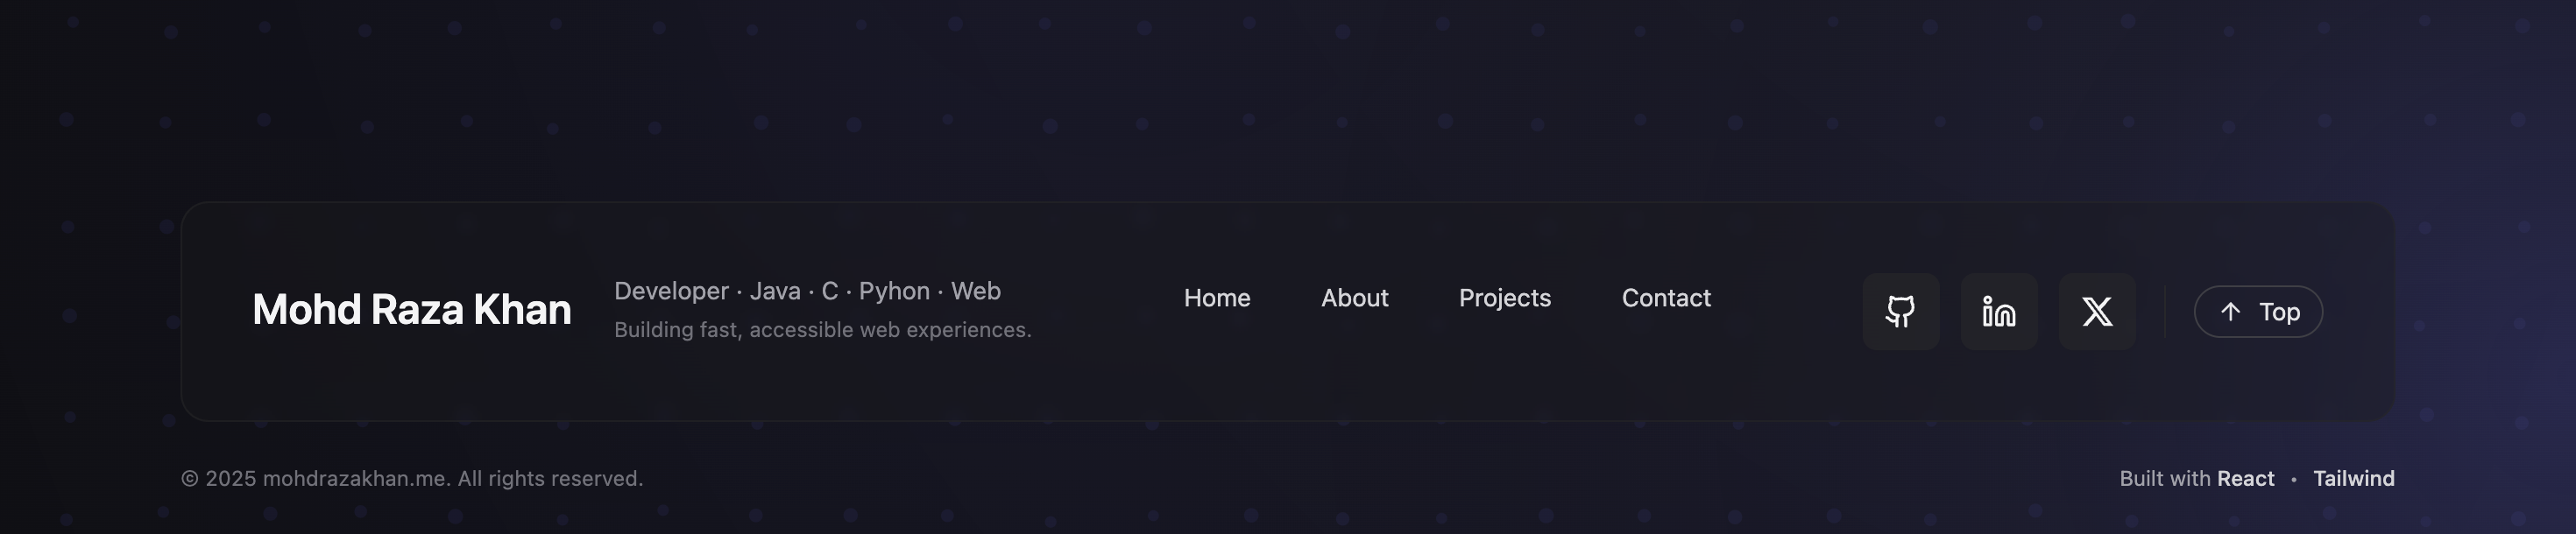 Mohd Raza Khan
Developer · Java · C · Pyhon · Web
Building fast, accessible web experiences.
Home
About
Projects
Contact
Top
© 2025 mohdrazakhan.me. All rights reserved.
Built with React • Tailwind